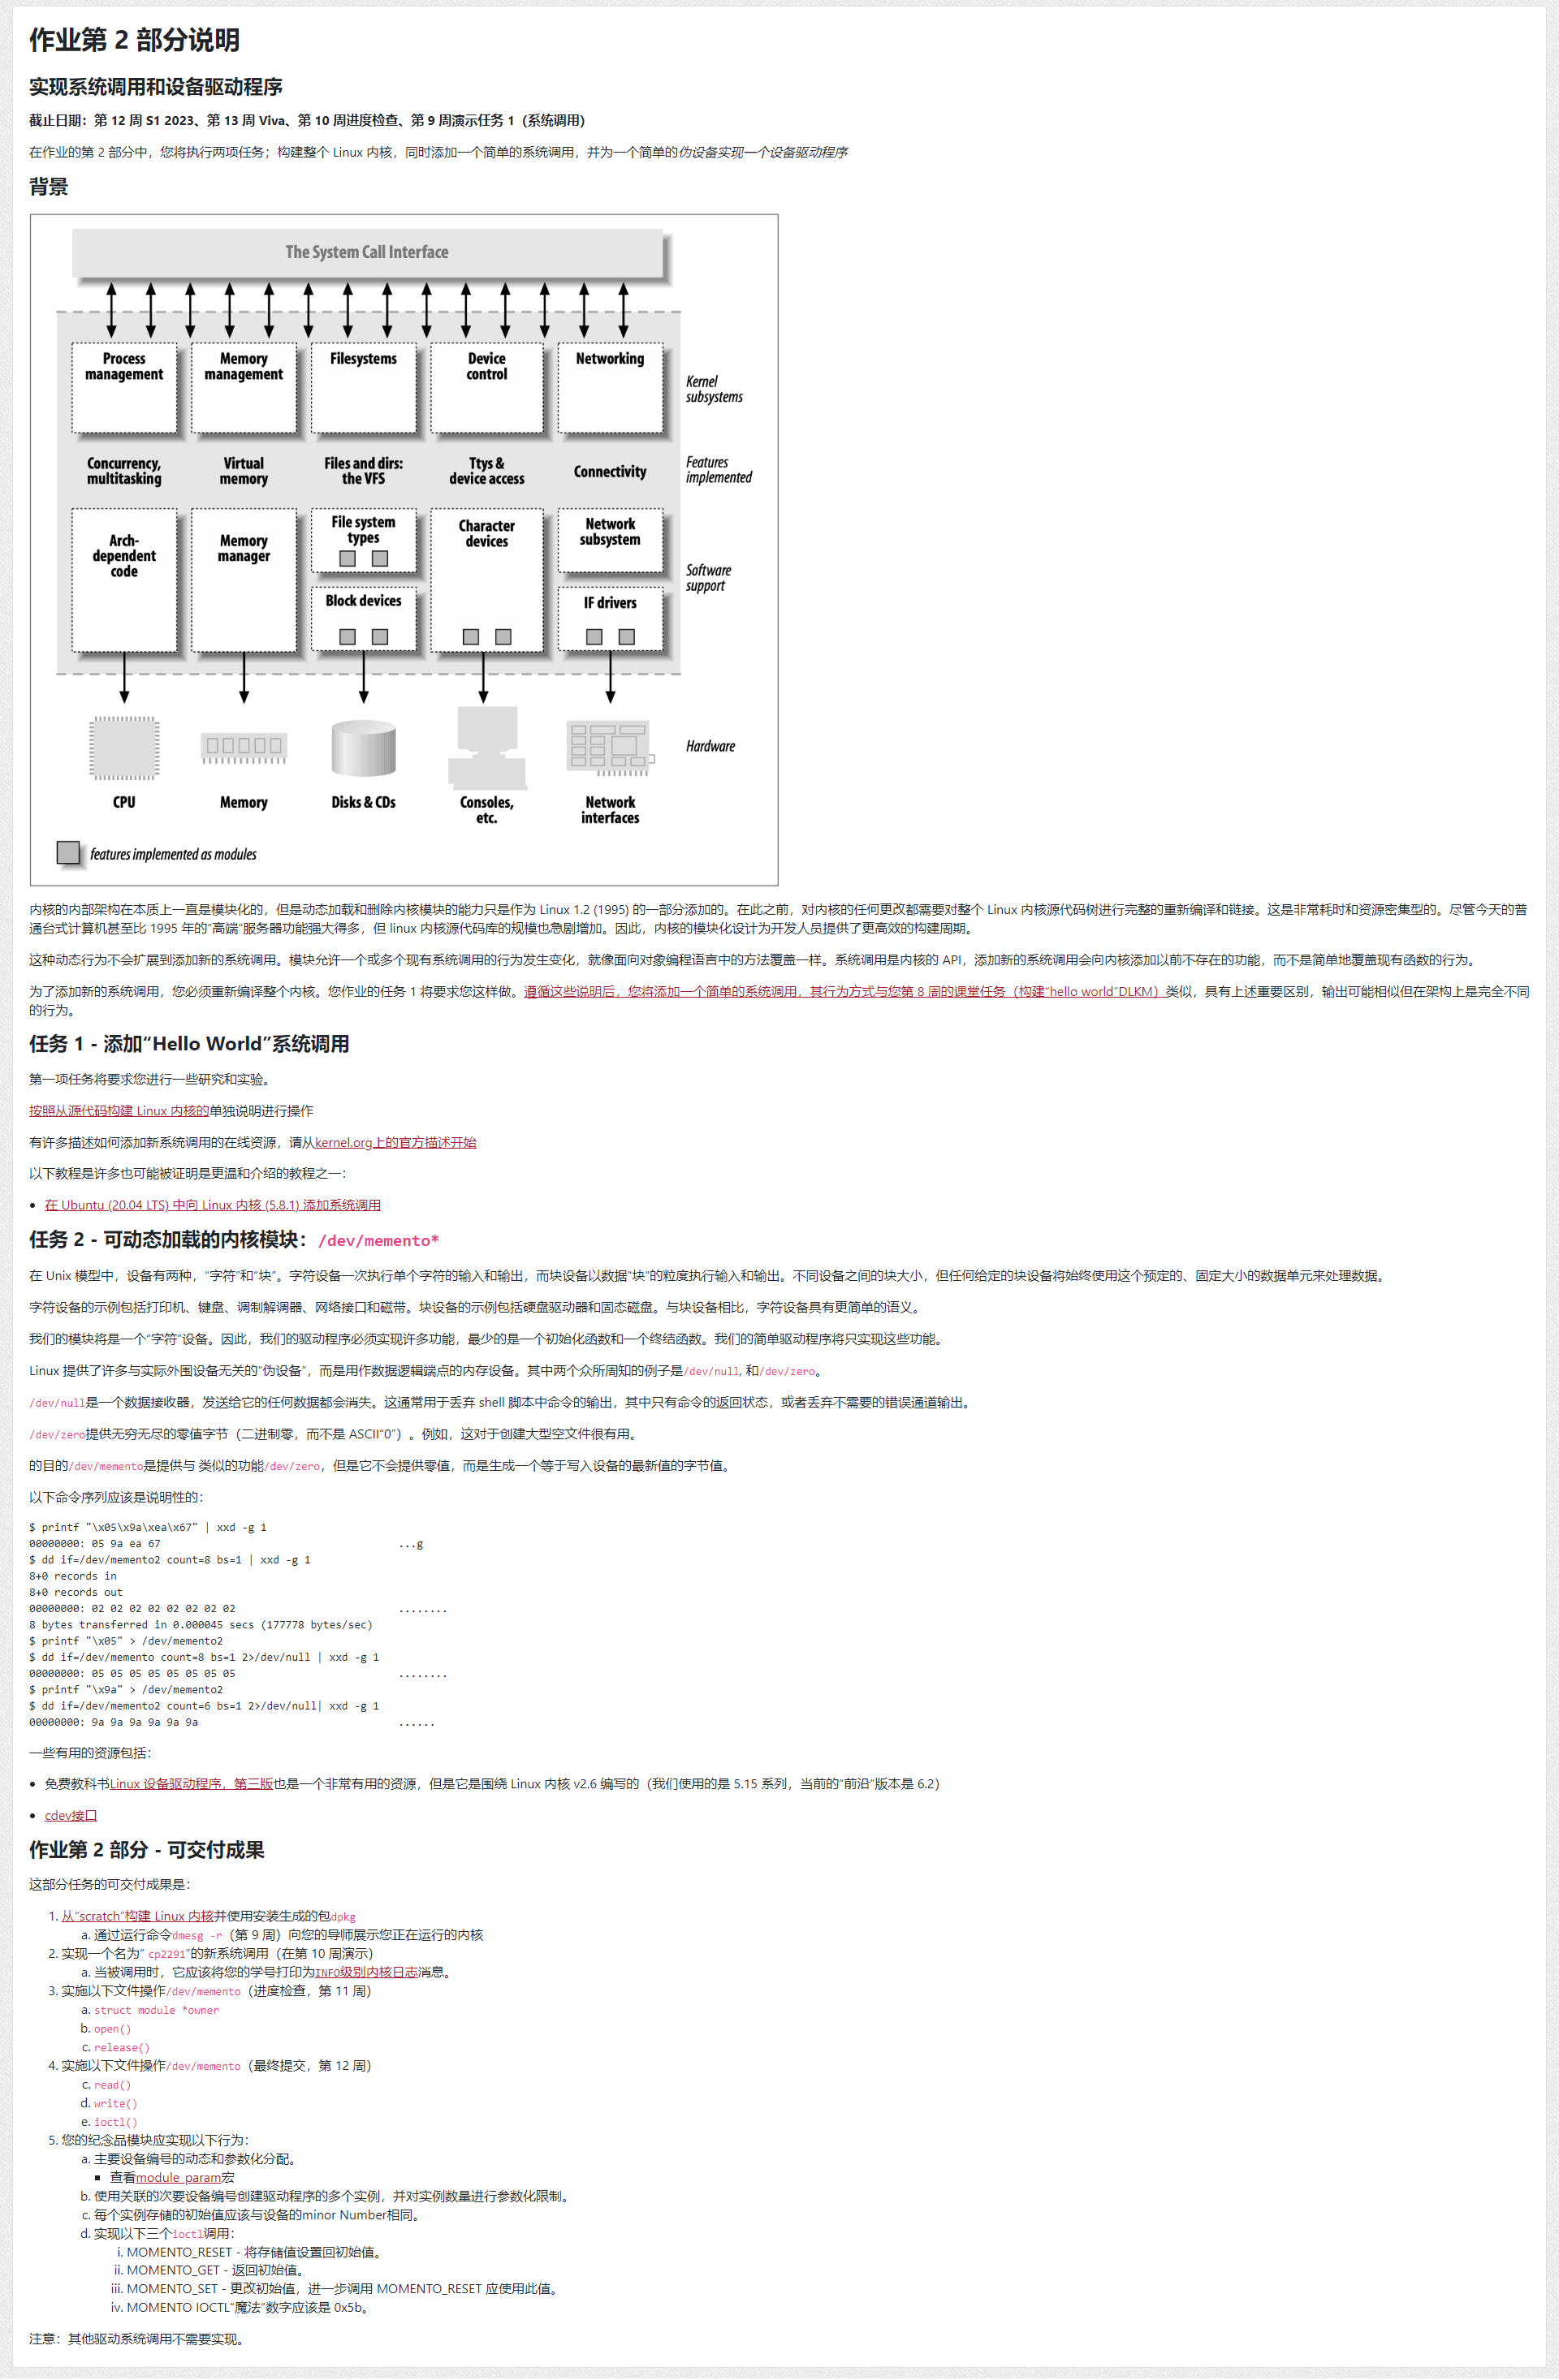 作业第 2 部分说明
实现系统调用和设备驱动程序
截止日期：第 12 周 S1 2023、第 13 周 Viva、第 10 周进度检查、第 9 周演示任务 1（系统调用）
在作业的第 2 部分中，您将执行两项任务；构建整个 Linux 内核，同时添加一个简单的系统调用，并为一个简单的伪设备实现一个设备驱动程序
背景
The System Call Interface
Process management
Memory management
Filesystems
Device control
Networking
Kernel subsystems
Concurrency, multitasking
Virtual memory
Files and dirs: the VFS
Ttys & device access
Connectivity
Features implemented
Arch-dependent code
Memory manager
File system types
Block devices
Character devices
Network subsystem
IF drivers
Software support
Hardware
CPU
Memory
Disks & CDs
Consoles, etc.
Network interfaces
features implemented as modules
内核的内部架构在本质上一直是模块化的，但是动态加载和删除内核模块的能力只是作为 Linux 1.2 (1995) 的一部分添加的。在此之前，对内核的任何更改都需要对整个 Linux 内核源代码树进行完整的重新编译和链接。这是非常耗时和资源密集型的。尽管今天的普
通台式计算机甚至比 1995 年的“高端”服务器功能强大得多，但 linux 内核源代码库的规模也急剧增加。因此，内核的模块化设计为开发人员提供了更高效的构建周期。
这种动态行为不会扩展到添加新的系统调用。模块允许一个或多个现有系统调用的行为发生变化，就像面向对象编程语言中的方法覆盖一样。系统调用是内核的 API，添加新的系统调用会向内核添加以前不存在的功能，而不是简单地覆盖现有函数的行为。
为了添加新的系统调用，您必须重新编译整个内核。您作业的任务 1 将要求您这样做。遵循这些说明后，您将添加一个简单的系统调用，其行为方式与您第 8 周的课堂任务（构建“hello world”DLKM）类似，具有上述重要区别，输出可能相似但在架构上是完全不同
的行为。
任务 1 - 添加“Hello World”系统调用
第一项任务将要求您进行一些研究和实验。
按照从源代码构建 Linux 内核的单独说明进行操作
有许多描述如何添加新系统调用的在线资源，请从kernel.org上的官方描述开始
以下教程是许多也可能被证明是更温和介绍的教程之一：
• 在 Ubuntu (20.04 LTS) 中向 Linux 内核 (5.8.1) 添加系统调用
任务 2 - 可动态加载的内核模块：/dev/memento*
在 Unix 模型中，设备有两种，“字符”和“块”。字符设备一次执行单个字符的输入和输出，而块设备以数据“块”的粒度执行输入和输出。不同设备之间的块大小，但任何给定的块设备将始终使用这个预定的、固定大小的数据单元来处理数据。
字符设备的示例包括打印机、键盘、调制解调器、网络接口和磁带。块设备的示例包括硬盘驱动器和固态磁盘。与块设备相比，字符设备具有更简单的语义。
我们的模块将是一个“字符”设备。因此，我们的驱动程序必须实现许多功能，最少的是一个初始化函数和一个终结函数。我们的简单驱动程序将只实现这些功能。
Linux 提供了许多与实际外围设备无关的“伪设备”，而是用作数据逻辑端点的内存设备。其中两个众所周知的例子是/dev/null, 和/dev/zero。
/dev/null是一个数据接收器，发送给它的任何数据都会消失。这通常用于丢弃 shell 脚本中命令的输出，其中只有命令的返回状态，或者丢弃不需要的错误通道输出。
/dev/zero提供无穷无尽的零值字节（二进制零，而不是 ASCII“0”）。例如，这对于创建大型空文件很有用。
的目的/dev/memento是提供与 类似的功能/dev/zero，但是它不会提供零值，而是生成一个等于写入设备的最新值的字节值。
以下命令序列应该是说明性的：
$ printf "\x05\x9a\xea\x67" | xxd -g 1
00000000: 05 9a ea 67 ...g
$ dd if=/dev/memento2 count=8 bs=1 | xxd -g 1
8+0 records in
8+0 records out
00000000: 02 02 02 02 02 02 02 02 ........
8 bytes transferred in 0.000045 secs (177778 bytes/sec)
$ printf "\x05" > /dev/memento2
$ dd if=/dev/memento count=8 bs=1 2>/dev/null | xxd -g 1
00000000: 05 05 05 05 05 05 05 05 ........
$ printf "\x9a" > /dev/memento2
$ dd if=/dev/memento2 count=6 bs=1 2>/dev/null| xxd -g 1
00000000: 9a 9a 9a 9a 9a 9a ......
一些有用的资源包括：
• 免费教科书Linux 设备驱动程序，第三版也是一个非常有用的资源，但是它是围绕 Linux 内核 v2.6 编写的（我们使用的是 5.15 系列，当前的“前沿”版本是 6.2）
• cdev接口
作业第 2 部分 - 可交付成果
这部分任务的可交付成果是：
1. 从“scratch”构建 Linux 内核并使用安装生成的包dpkg
a. 通过运行命令dmesg -r（第 9 周）向您的导师展示您正在运行的内核
2. 实现一个名为“ cp2291”的新系统调用（在第 10 周演示）
a. 当被调用时，它应该将您的学号打印为INFO级别内核日志消息。
3. 实施以下文件操作/dev/memento（进度检查，第 11 周）
a. struct module *owner
b. open()
c. release()
4. 实施以下文件操作/dev/memento（最终提交，第 12 周）
c. read()
d. write()
e. ioctl()
5. 您的纪念品模块应实现以下行为：
a. 主要设备编号的动态和参数化分配。
▪ 查看module_param宏
b. 使用关联的次要设备编号创建驱动程序的多个实例，并对实例数量进行参数化限制。
c. 每个实例存储的初始值应该与设备的minor Number相同。
d. 实现以下三个ioctl调用：
i. MOMENTO_RESET - 将存储值设置回初始值。
ii. MOMENTO_GET - 返回初始值。
iii. MOMENTO_SET - 更改初始值，进一步调用 MOMENTO_RESET 应使用此值。
iv. MOMENTO IOCTL“魔法”数字应该是 0x5b。
注意：其他驱动系统调用不需要实现。